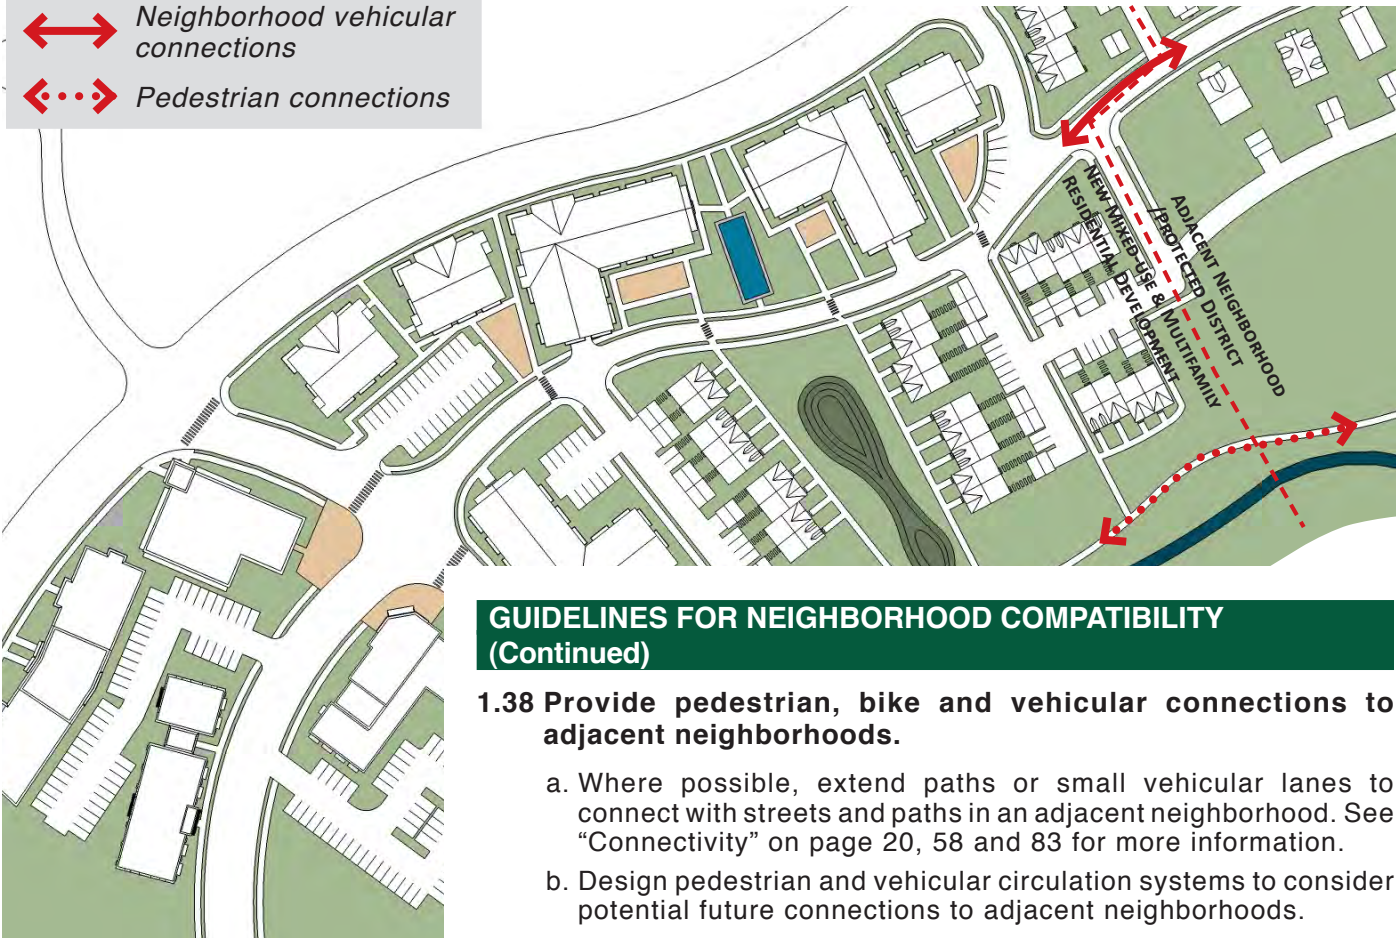 Neighborhood vehicular
connections
Pedestrian connections
ADJACENT NEIGHBORHOOD
/PROTECTED DISTRICT
NEW MIXED-USE & MULTIFAMILY
RESIDENTIAL DEVELOPMENT
GUIDELINES FOR NEIGHBORHOOD COMPATIBILITY
(Continued)
1.38 Provide pedestrian, bike and vehicular connections to
adjacent neighborhoods.
a. Where possible, extend paths or small vehicular lanes to
connect with streets and paths in an adjacent neighborhood. See
“Connectivity” on page 20, 58 and 83 for more information.
b. Design pedestrian and vehicular circulation systems to consider
potential future connections to adjacent neighborhoods.